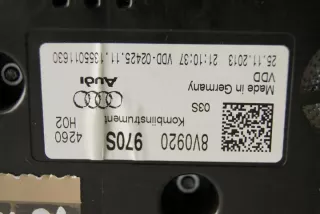 8V0920 970S 4260
Kombiinstrument H02
03S
Audi
Made in Germany
VDD
25.11.2013 21:10:37 VDD-02425.11.1355011630